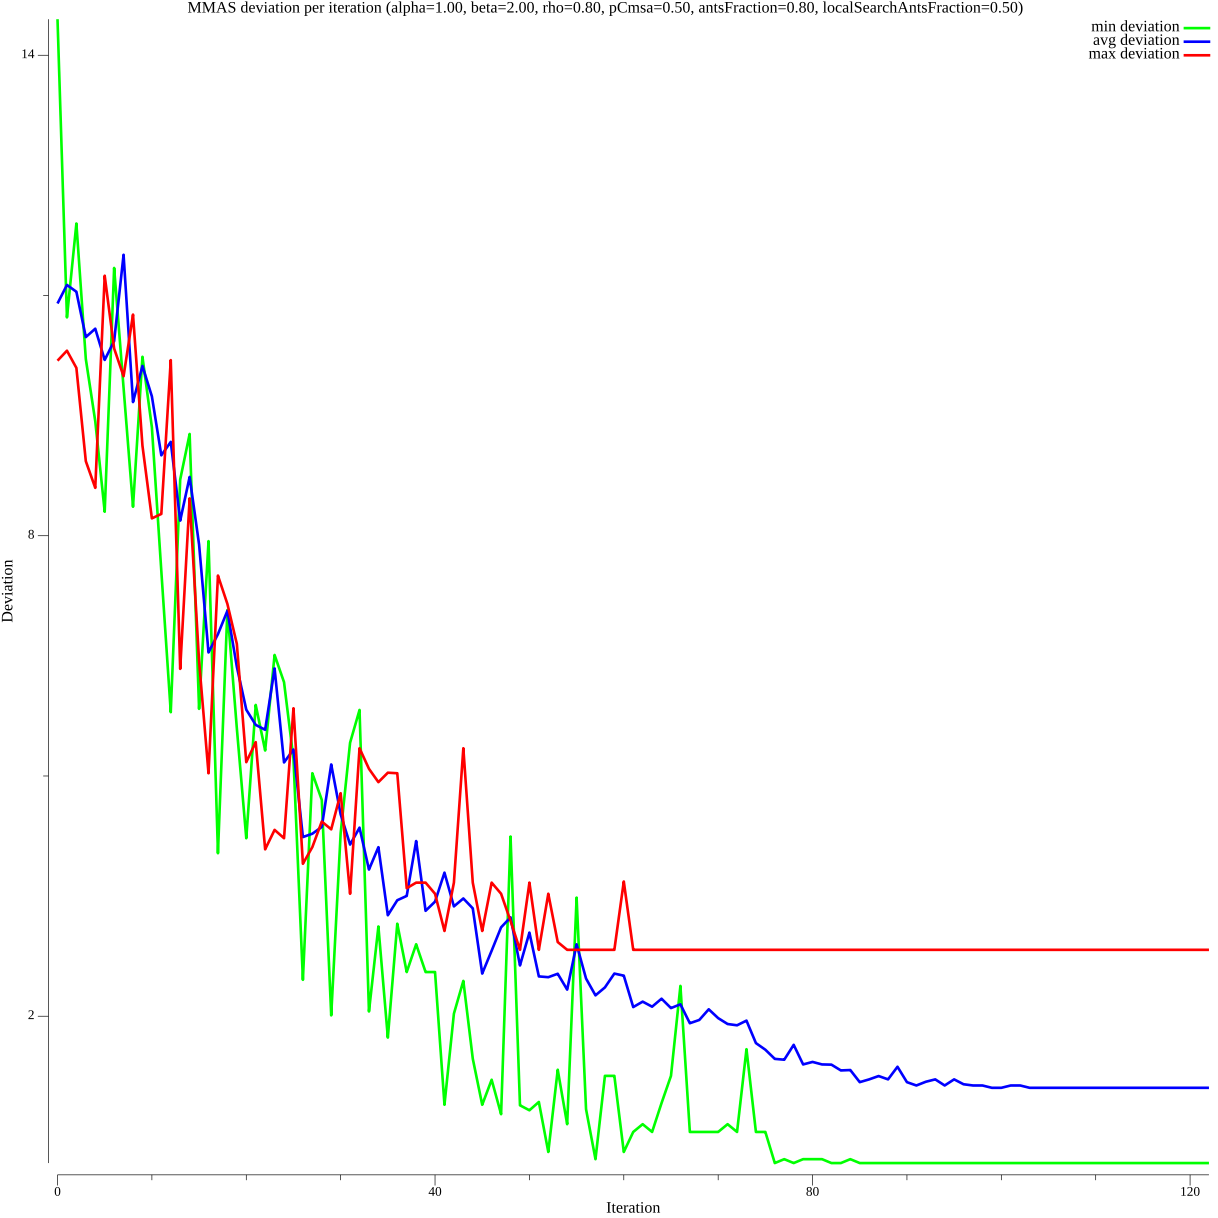 MMAS deviation per iteration (alpha=1.00, beta=2.00, rho=0.80, pCmsa=0.50, antsFraction=0.80, localSearchAntsFraction=0.50)
min deviation
avg deviation
max deviation
14
8
2
Deviation
0
40
80
120
Iteration